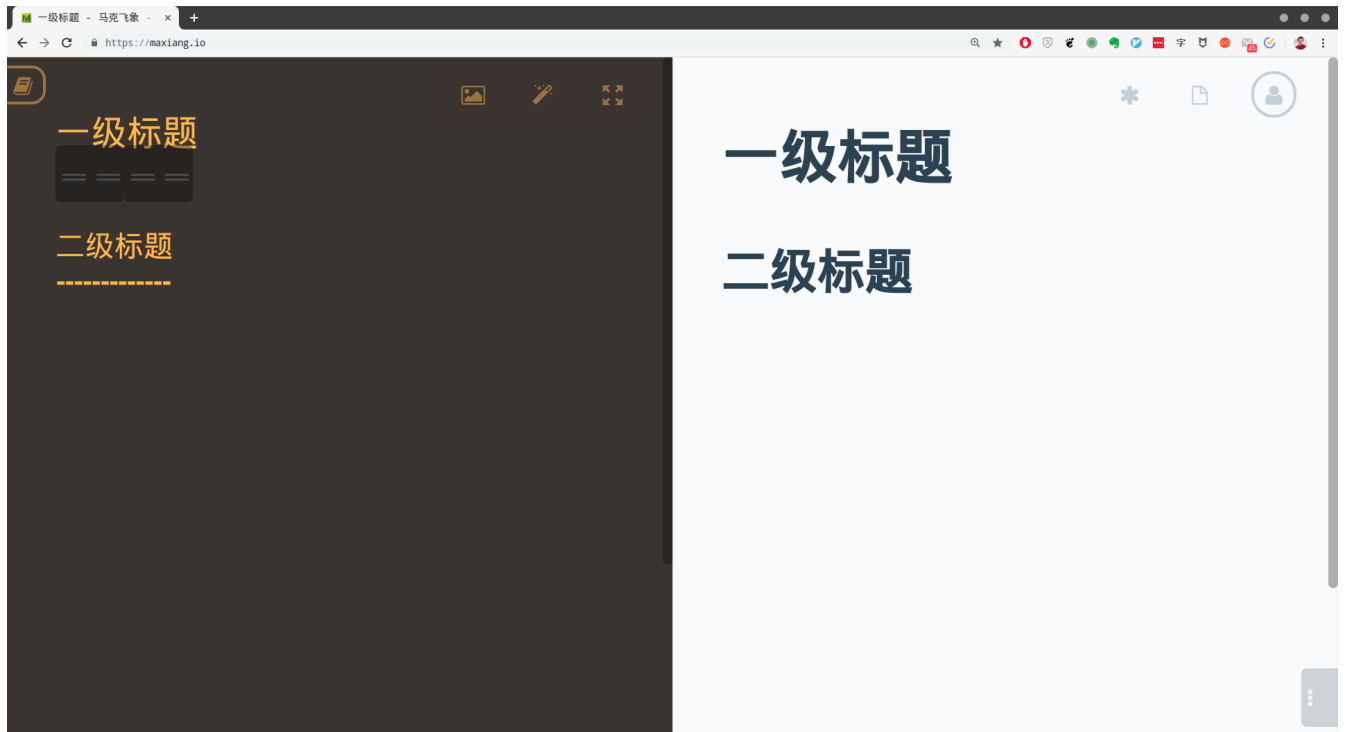 一级标题 - 马克飞象 -
https://maxiang.io
一级标题
====
二级标题
-------------
一级标题
二级标题
45